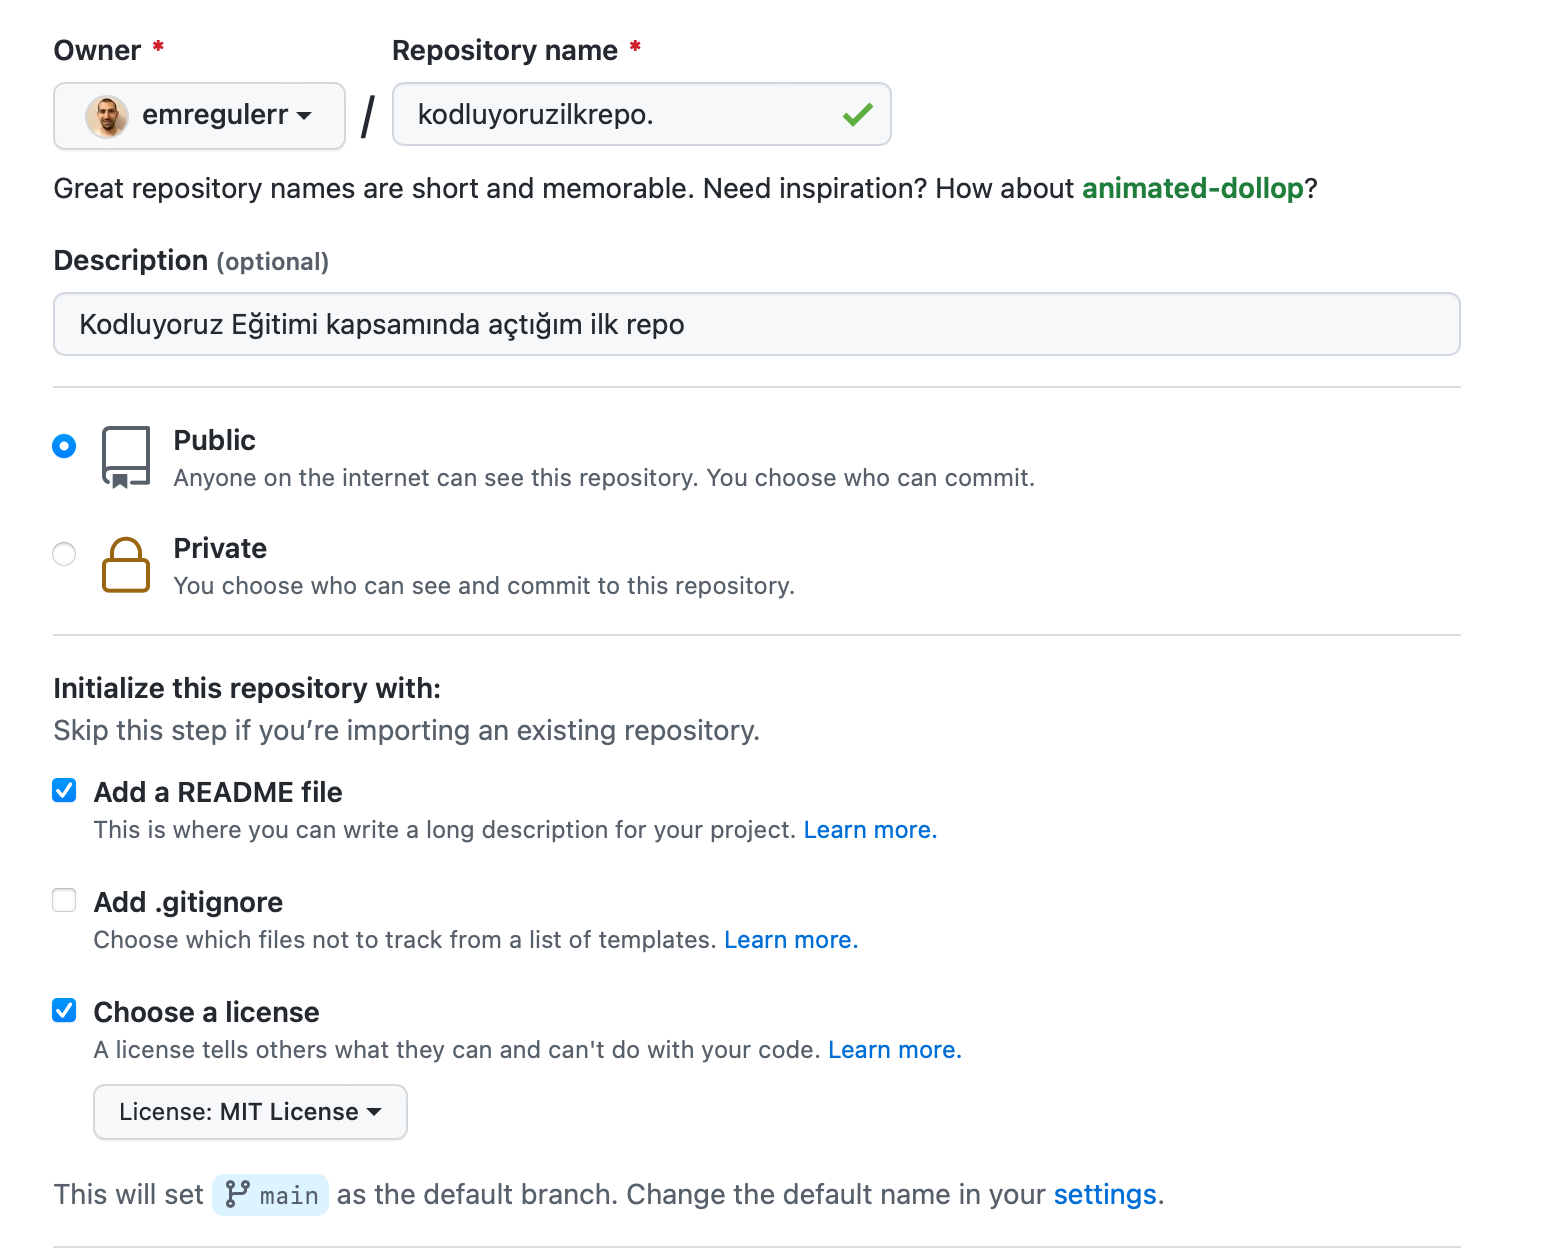 Owner * Repository name *
emregulerr / kodluyoruzilkrepo.
Great repository names are short and memorable. Need inspiration? How about animated-dollop?
Description (optional)
Kodluyoruz Eğitimi kapsamında açtığım ilk repo
Public
Anyone on the internet can see this repository. You choose who can commit.
Private
You choose who can see and commit to this repository.
Initialize this repository with:
Skip this step if you’re importing an existing repository.
Add a README file
This is where you can write a long description for your project. Learn more.
Add .gitignore
Choose which files not to track from a list of templates. Learn more.
Choose a license
A license tells others what they can and can't do with your code. Learn more.
License: MIT License
This will set main as the default branch. Change the default name in your settings.